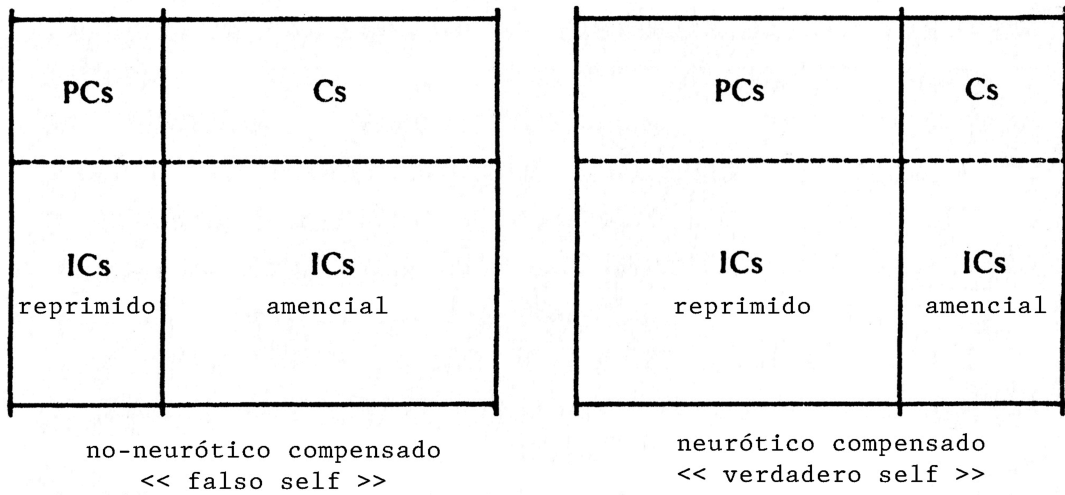 PCs Cs
ICs ICs
reprimido amencial
no-neurótico compensado
<< falso self >>
PCs Cs
ICs ICs
reprimido amencial
neurótico compensado
<< verdadero self >>